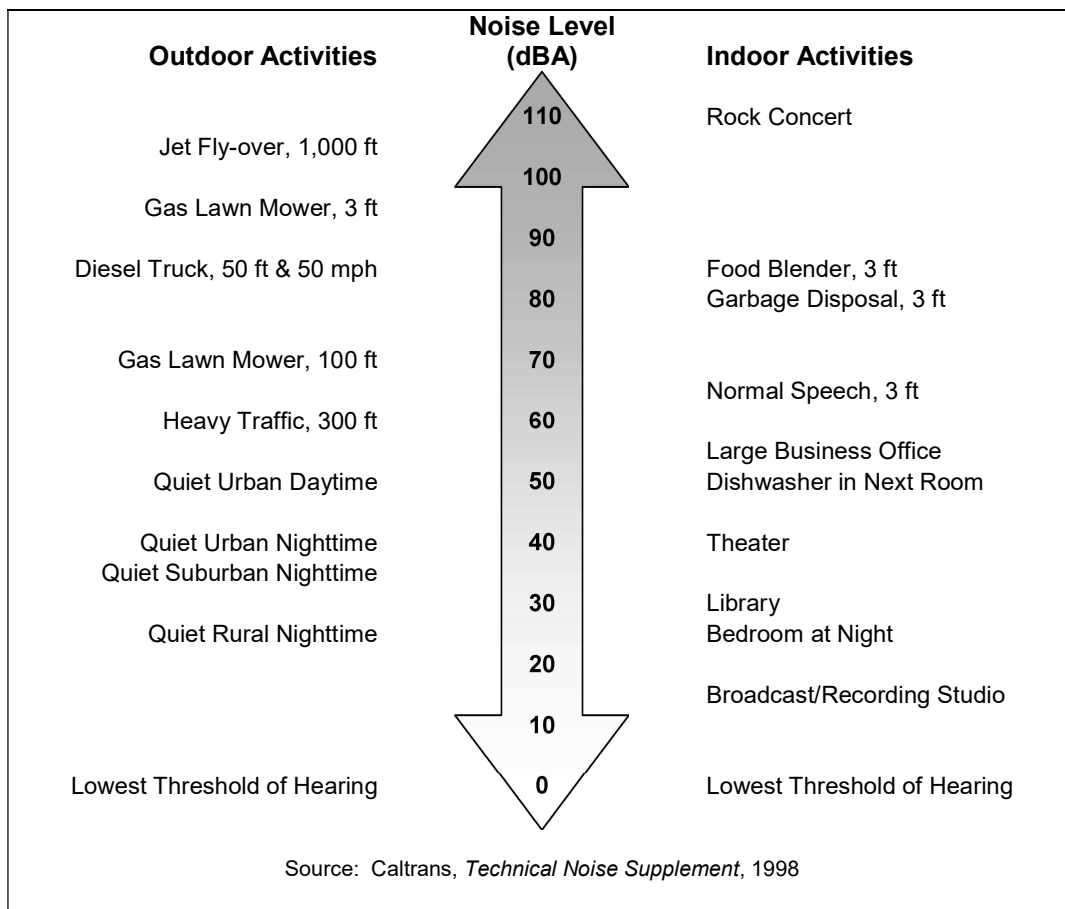 Outdoor Activities Noise Level (dBA) Indoor Activities
110 Rock Concert
Jet Fly-over, 1,000 ft
100
Gas Lawn Mower, 3 ft
90
Diesel Truck, 50 ft & 50 mph Food Blender, 3 ft
80 Garbage Disposal, 3 ft
Gas Lawn Mower, 100 ft 70
Normal Speech, 3 ft
Heavy Traffic, 300 ft 60
Large Business Office
Quiet Urban Daytime 50 Dishwasher in Next Room
Quiet Urban Nighttime 40 Theater
Quiet Suburban Nighttime
30 Library
Quiet Rural Nighttime Bedroom at Night
20
Broadcast/Recording Studio
10
Lowest Threshold of Hearing 0 Lowest Threshold of Hearing
Source: Caltrans, Technical Noise Supplement, 1998